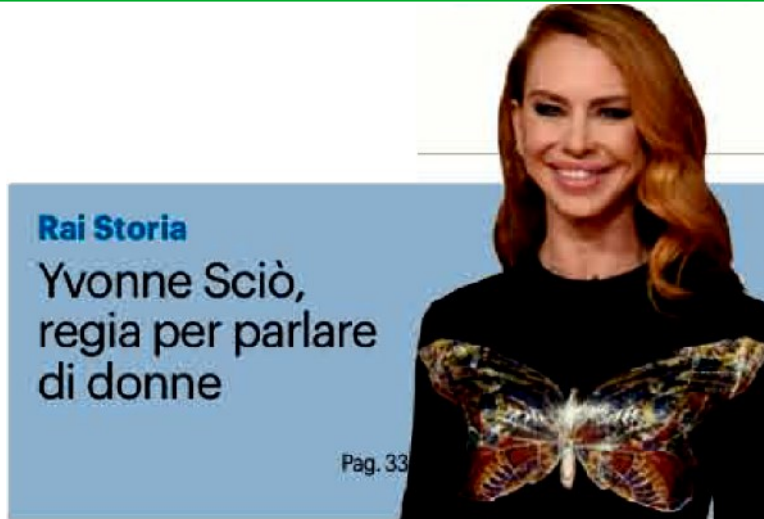 Rai Storia
Yvonne Sciò,
regia per parlare
di donne
Pag. 33